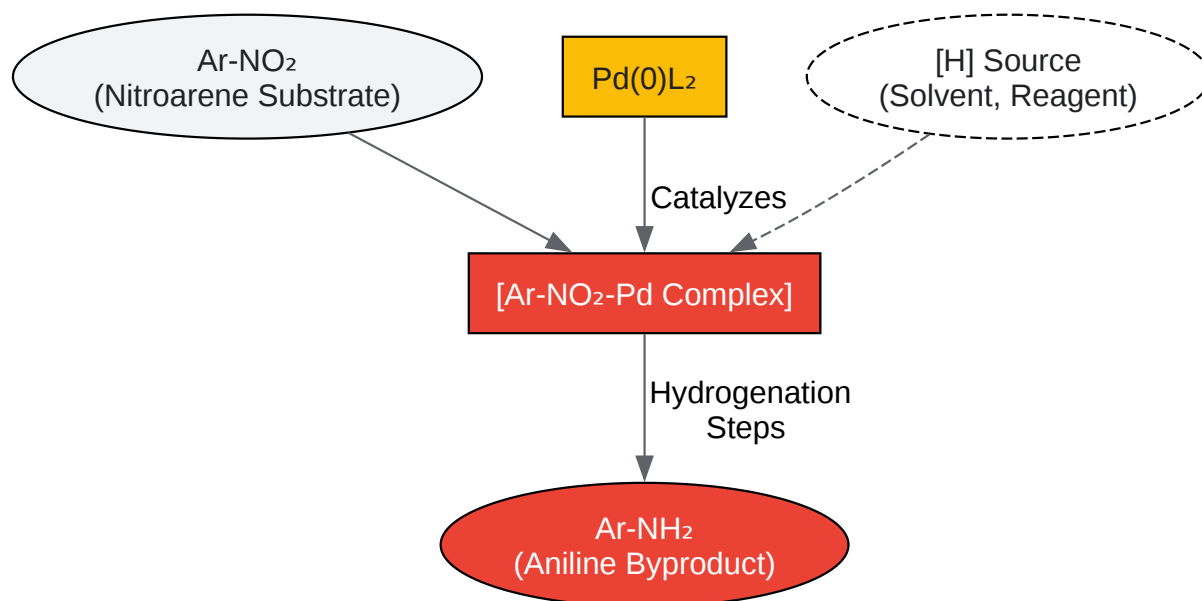 Ar-NO₂
(Nitroarene Substrate)
Pd(0)L₂
[H] Source
(Solvent, Reagent)
Catalyzes
[Ar-NO₂-Pd Complex]
Hydrogenation
Steps
Ar-NH₂
(Aniline Byproduct)